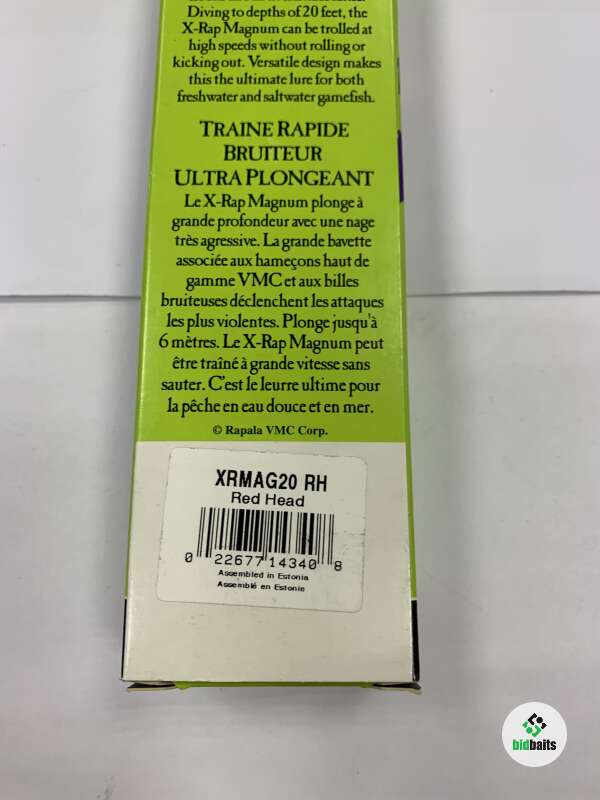 Diving to depths of 20 feet, the
X-Rap Magnum can be trolled at
high speeds without rolling or
kicking out. Versatile design makes
this the ultimate lure for both
freshwater and saltwater gamefish.
TRAINE RAPIDE
BRUITEUR
ULTRA PLONGEANT
Le X-Rap Magnum plonge à
grande profondeur avec une nage
très agressive. La grande bavette
associée aux hameçons haut de
gamme VMC et aux billes
bruiteuses déclenchent les attaques
les plus violentes. Plonge jusqu'à
6 mètres. Le X-Rap Magnum peut
être traîné à grande vitesse sans
sauter. C'est le leurre ultime pour
la pêche en eau douce et en mer.
© Rapala VMC Corp.
XRMAG20 RH
Red Head
0 22677 14340 8
Assembled in Estonia
Assemblé en Estonie
bidbaits